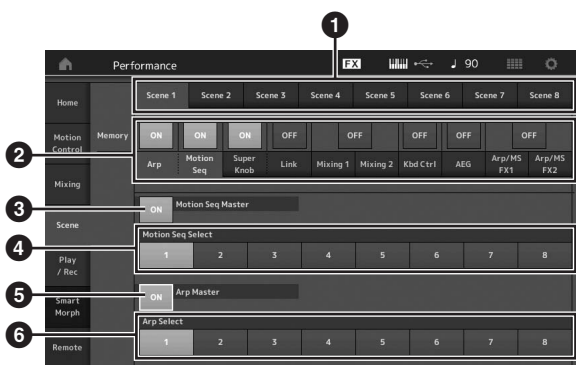 1
Performance FX 90
Home Scene 1 Scene 2 Scene 3 Scene 4 Scene 5 Scene 6 Scene 7 Scene 8
2
Motion Control Memory ON ON ON OFF OFF OFF OFF OFF
Arp Motion Seq Super Knob Link Mixing 1 Mixing 2 Kbd Ctrl AEG Arp/MS FX1 Arp/MS FX2
Mixing
3 ON Motion Seq Master
Scene
4 Motion Seq Select
1 2 3 4 5 6 7 8
Play / Rec
5 ON Arp Master
Smart Morph
6 Arp Select
1 2 3 4 5 6 7 8
Remote